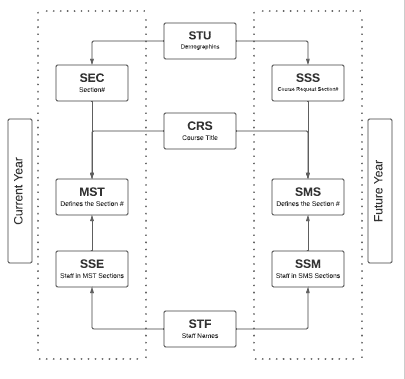 STU
Demographics
SEC
Section#
SSS
Course Request Section#
CRS
Course Title
Current Year
Future Year
MST
Defines the Section #
SMS
Defines the Section #
SSE
Staff in MST Sections
SSM
Staff in SMS Sections
STF
Staff Names